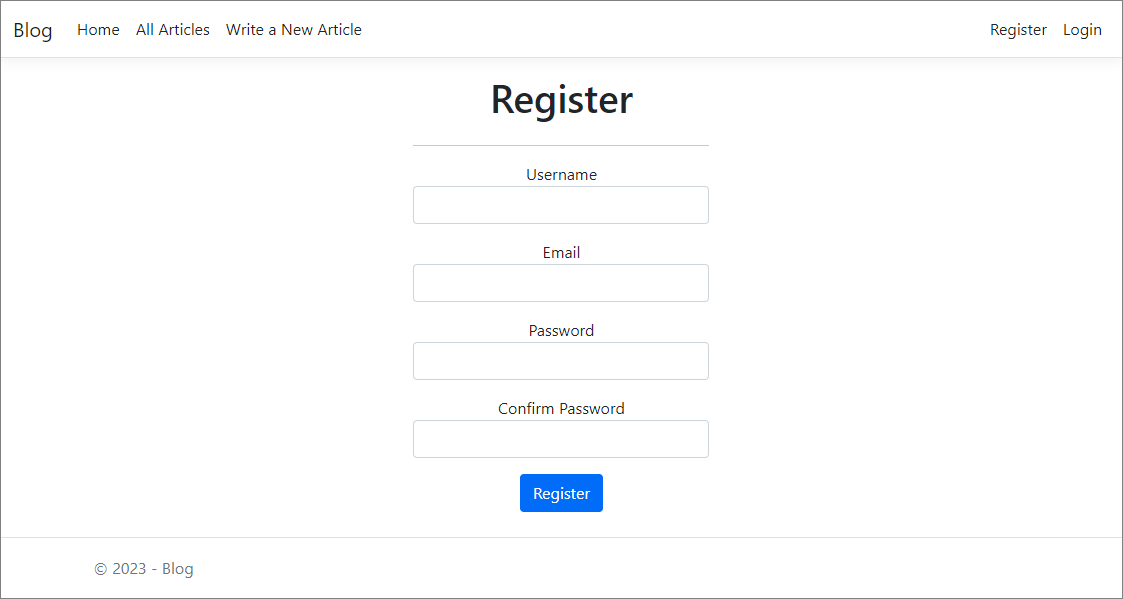 Blog Home All Articles Write a New Article Register Login
Register
Username
Email
Password
Confirm Password
Register
© 2023 - Blog